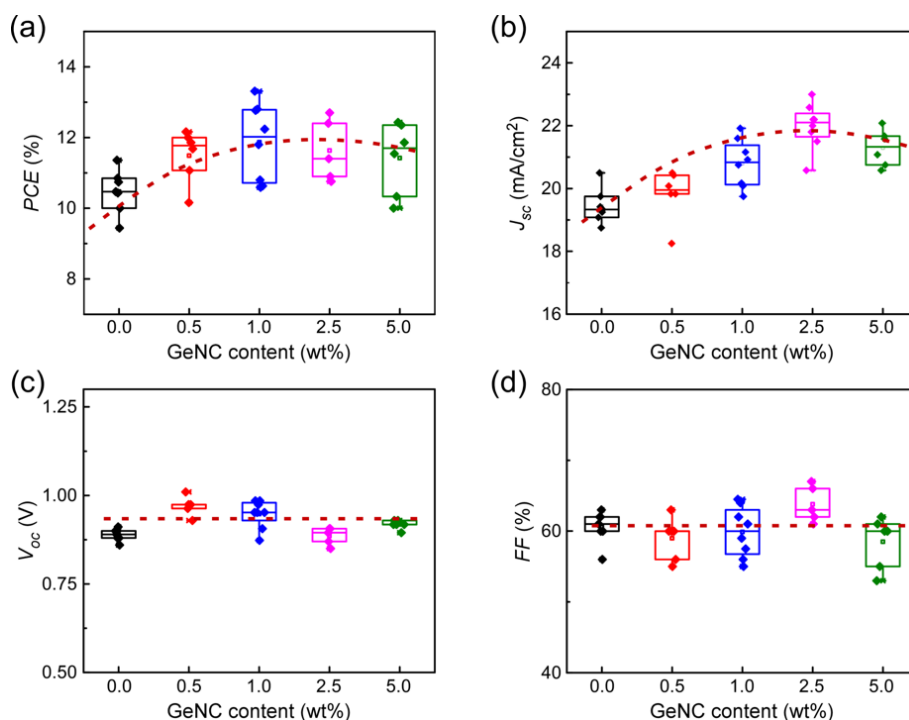 (a)
PCE (%)
14
12
10
8
0.0 0.5 1.0 2.5 5.0
GeNC content (wt%)
(b)
Jsc (mA/cm2)
24
22
20
18
16
0.0 0.5 1.0 2.5 5.0
GeNC content (wt%)
(c)
Voc (V)
1.25
1.00
0.75
0.50
0.0 0.5 1.0 2.5 5.0
GeNC content (wt%)
(d)
FF (%)
80
60
40
0.0 0.5 1.0 2.5 5.0
GeNC content (wt%)